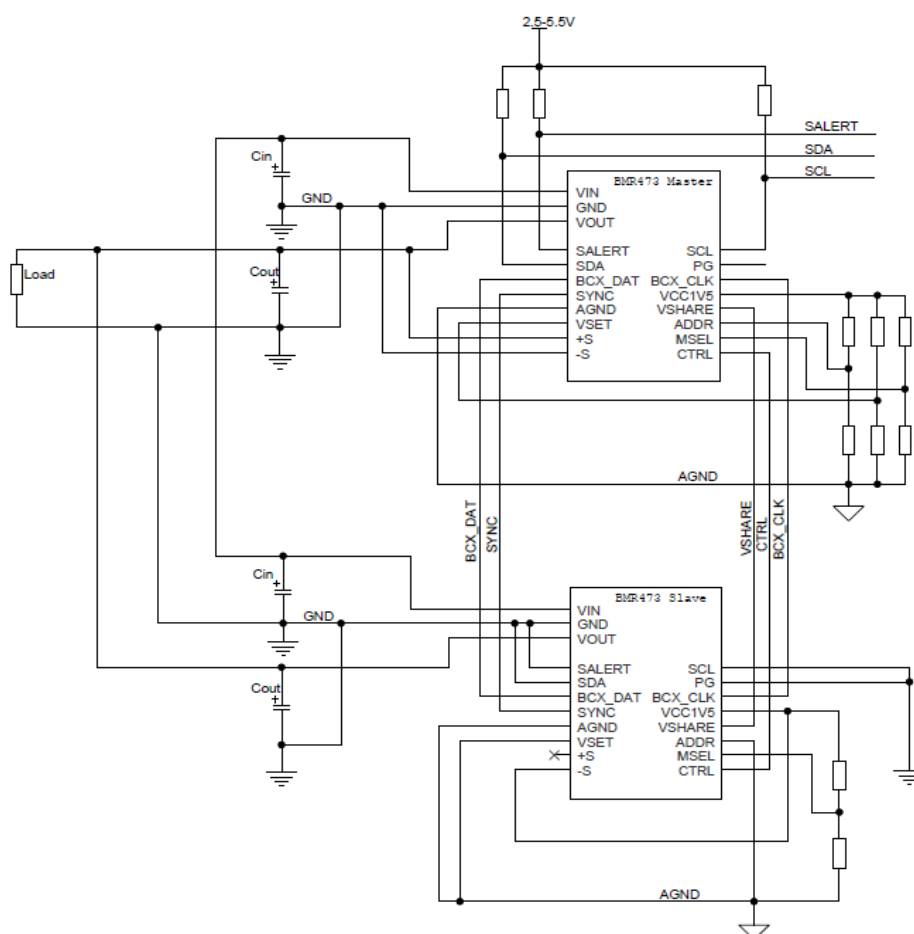 2.5-5.5V
SALERT
SDA
SCL
Cin
GND
BMR473 Master
VIN
GND
VOUT
SALERT SCL
SDA PG
BCX_DAT BCX_CLK
SYNC VCC1V5
AGND VSHARE
VSET ADDR
+S MSEL
-S CTRL
Load
Cout
AGND
BCX_DAT
SYNC
VSHARE
CTRL
BCX_CLK
Cin
GND
BMR473 Slave
VIN
GND
VOUT
SALERT SCL
SDA PG
BCX_DAT BCX_CLK
SYNC VCC1V5
AGND VSHARE
VSET ADDR
+S MSEL
-S CTRL
Cout
AGND